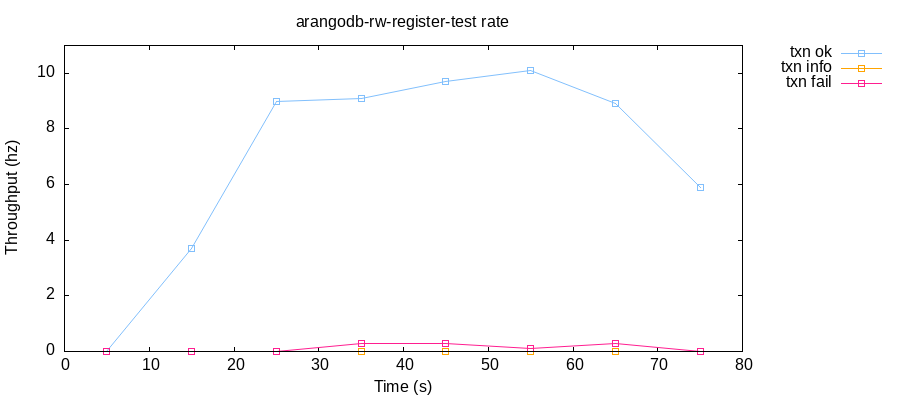 arangodb-rw-register-test rate
txn ok
txn info
txn fail
Throughput (hz)
10
8
6
4
2
0
0 10 20 30 40 50 60 70 80
Time (s)